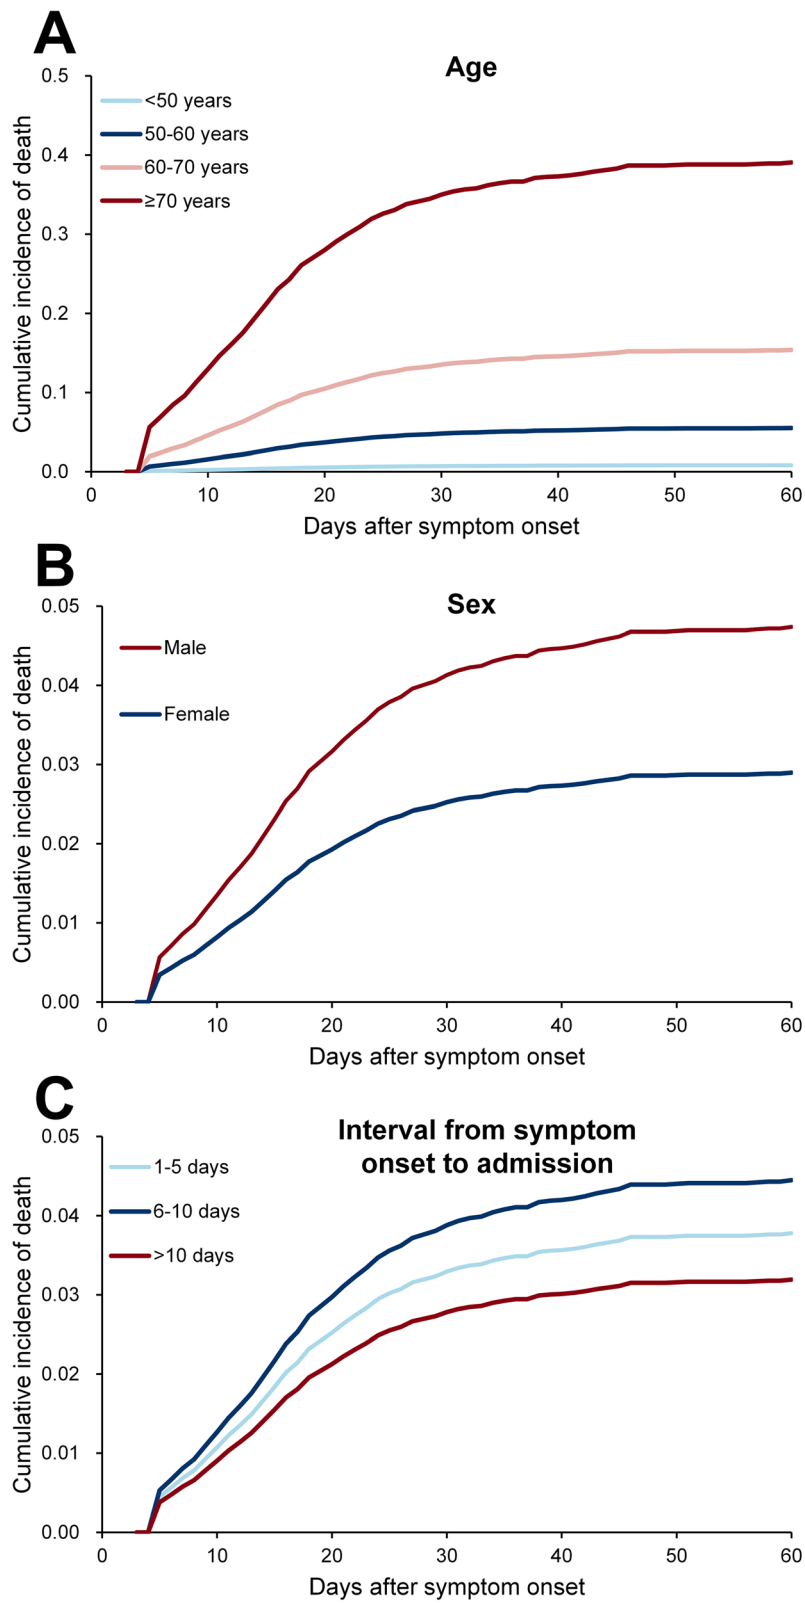 A
Age
Cumulative incidence of death
0.5
0.4
0.3
0.2
0.1
0.0
<50 years
50-60 years
60-70 years
≥70 years
0 10 20 30 40 50 60
Days after symptom onset
B
Sex
Cumulative incidence of death
0.05
0.04
0.03
0.02
0.01
0.00
Male
Female
0 10 20 30 40 50 60
Days after symptom onset
C
Interval from symptom
onset to admission
Cumulative incidence of death
0.05
0.04
0.03
0.02
0.01
0.00
1-5 days
6-10 days
>10 days
0 10 20 30 40 50 60
Days after symptom onset